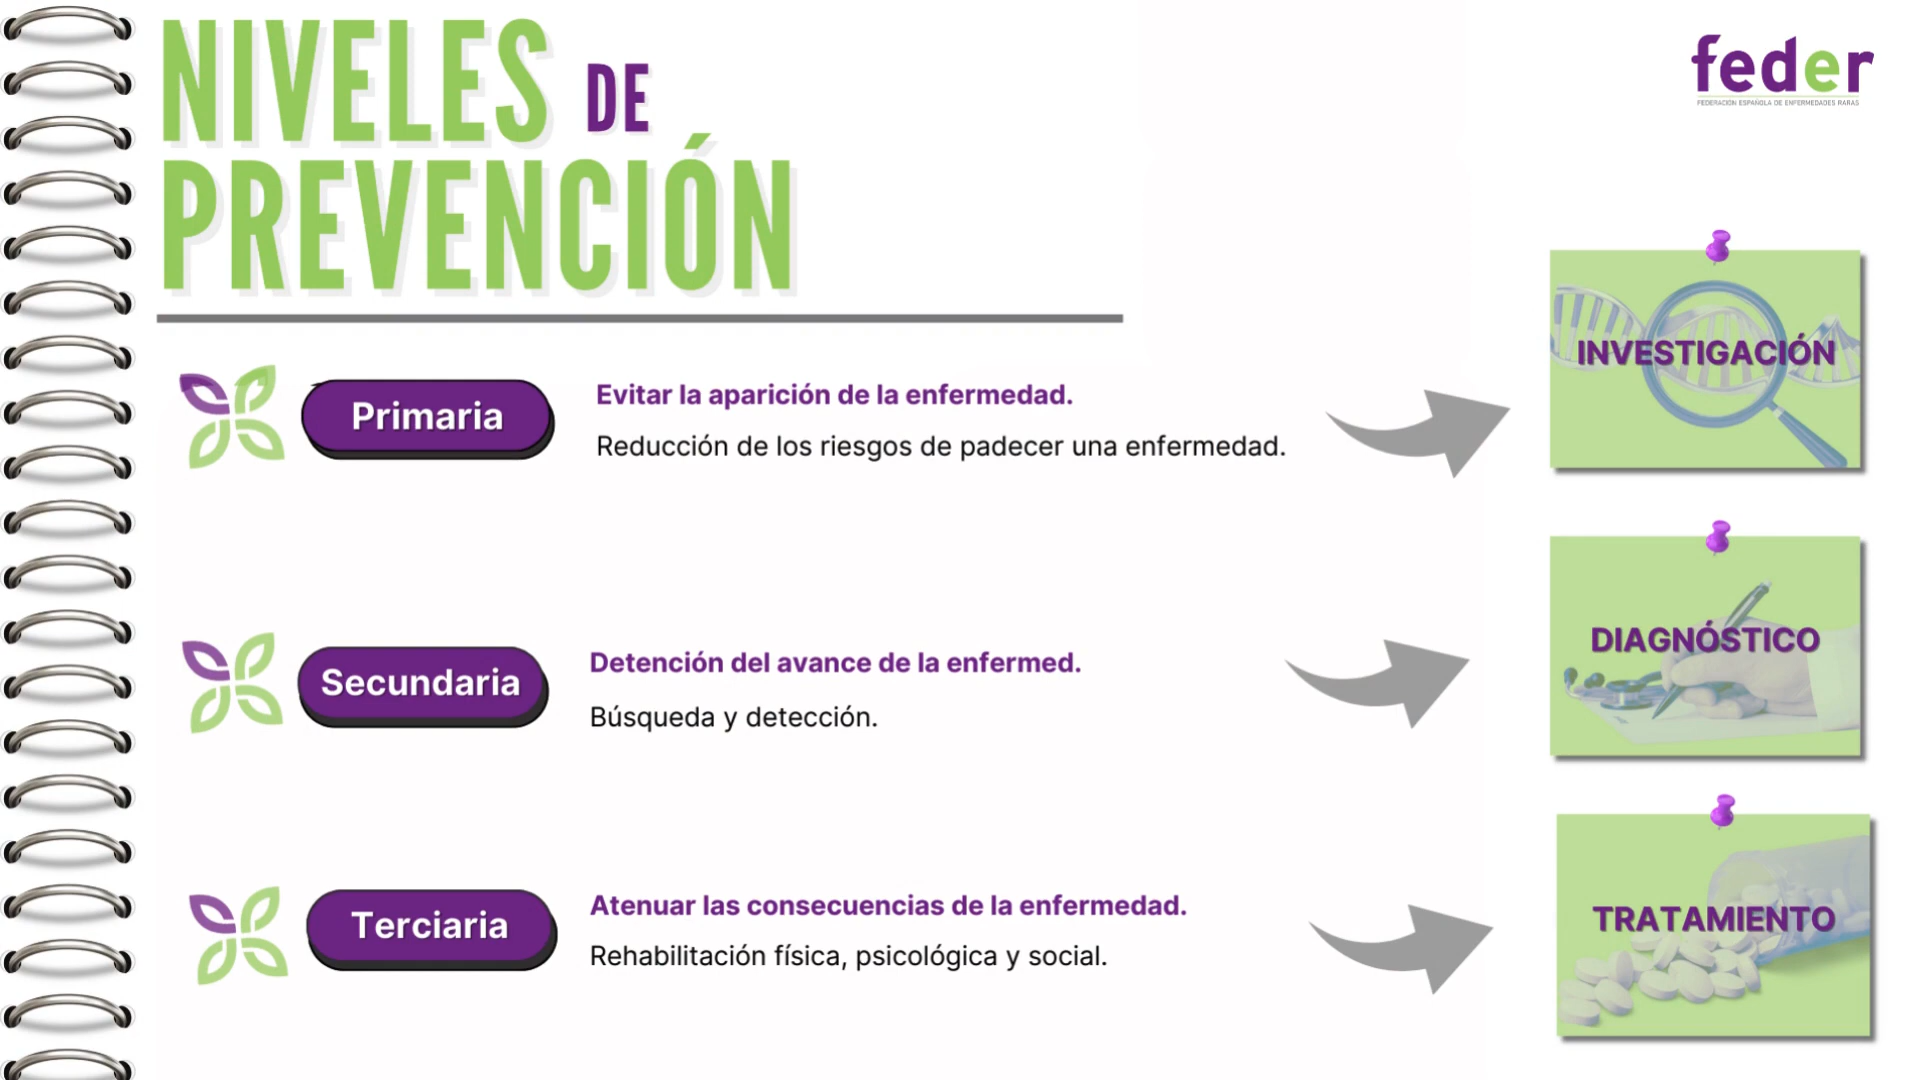 NIVELES DE
PREVENCIÓN
feder
FEDERACIÓN ESPAÑOLA DE ENFERMEDADES RARAS
Primaria
Evitar la aparición de la enfermedad.
Reducción de los riesgos de padecer una enfermedad.
INVESTIGACIÓN
Secundaria
Detención del avance de la enfermed.
Búsqueda y detección.
DIAGNÓSTICO
Terciaria
Atenuar las consecuencias de la enfermedad.
Rehabilitación física, psicológica y social.
TRATAMIENTO